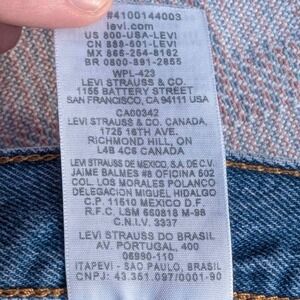 #4100144003
levi.com
US 800-USA-LEVI
CN 888-501-LEVI
MX 866-254-8162
BR 0800-891-2855
WPL-423
LEVI STRAUSS & CO.
1155 BATTERY STREET
SAN FRANCISCO, CA 94111 USA
CA00342
LEVI STRAUSS & CO. CANADA,
1725 16TH AVE.
RICHMOND HILL, ON
L4B 4C6 CANADA
LEVI STRAUSS DE MEXICO, S.A. DE C.V.
JAIME BALMES #8 OFICINA 502
COL. LOS MORALES POLANCO
DELEGACION MIGUEL HIDALGO
C.P. 11510 MEXICO D.F.
R.F.C. LSM 660818 M-98
C.N.I.T. 3337
LEVI STRAUSS DO BRASIL
AV. PORTUGAL, 400
06690-110
ITAPEVI - SAO PAULO, BRASIL
CNPJ: 43.351.097/0001-90